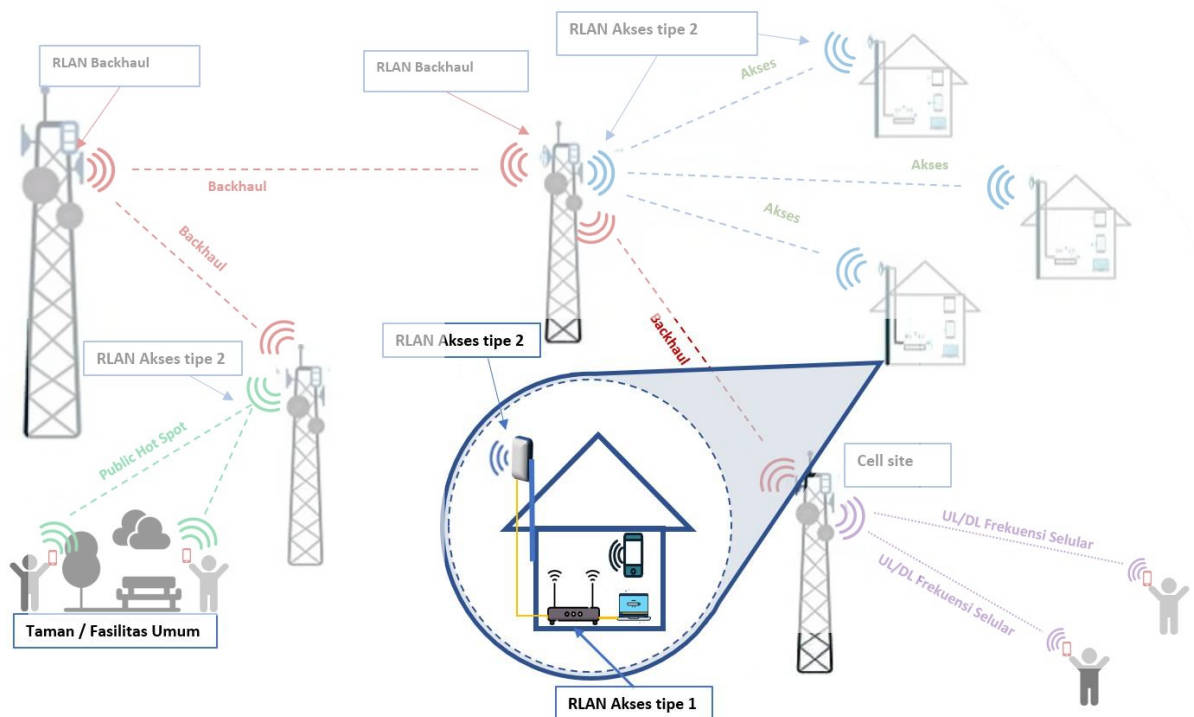 RLAN Akses tipe 2
RLAN Backhaul
RLAN Backhaul
Akses
Akses
Backhaul
Akses
Backhaul
Backhaul
RLAN Akses tipe 2
RLAN Akses tipe 2
Public Hot Spot
Cell site
UL/DL Frekuensi Selular
UL/DL Frekuensi Selular
Taman / Fasilitas Umum
RLAN Akses tipe 1